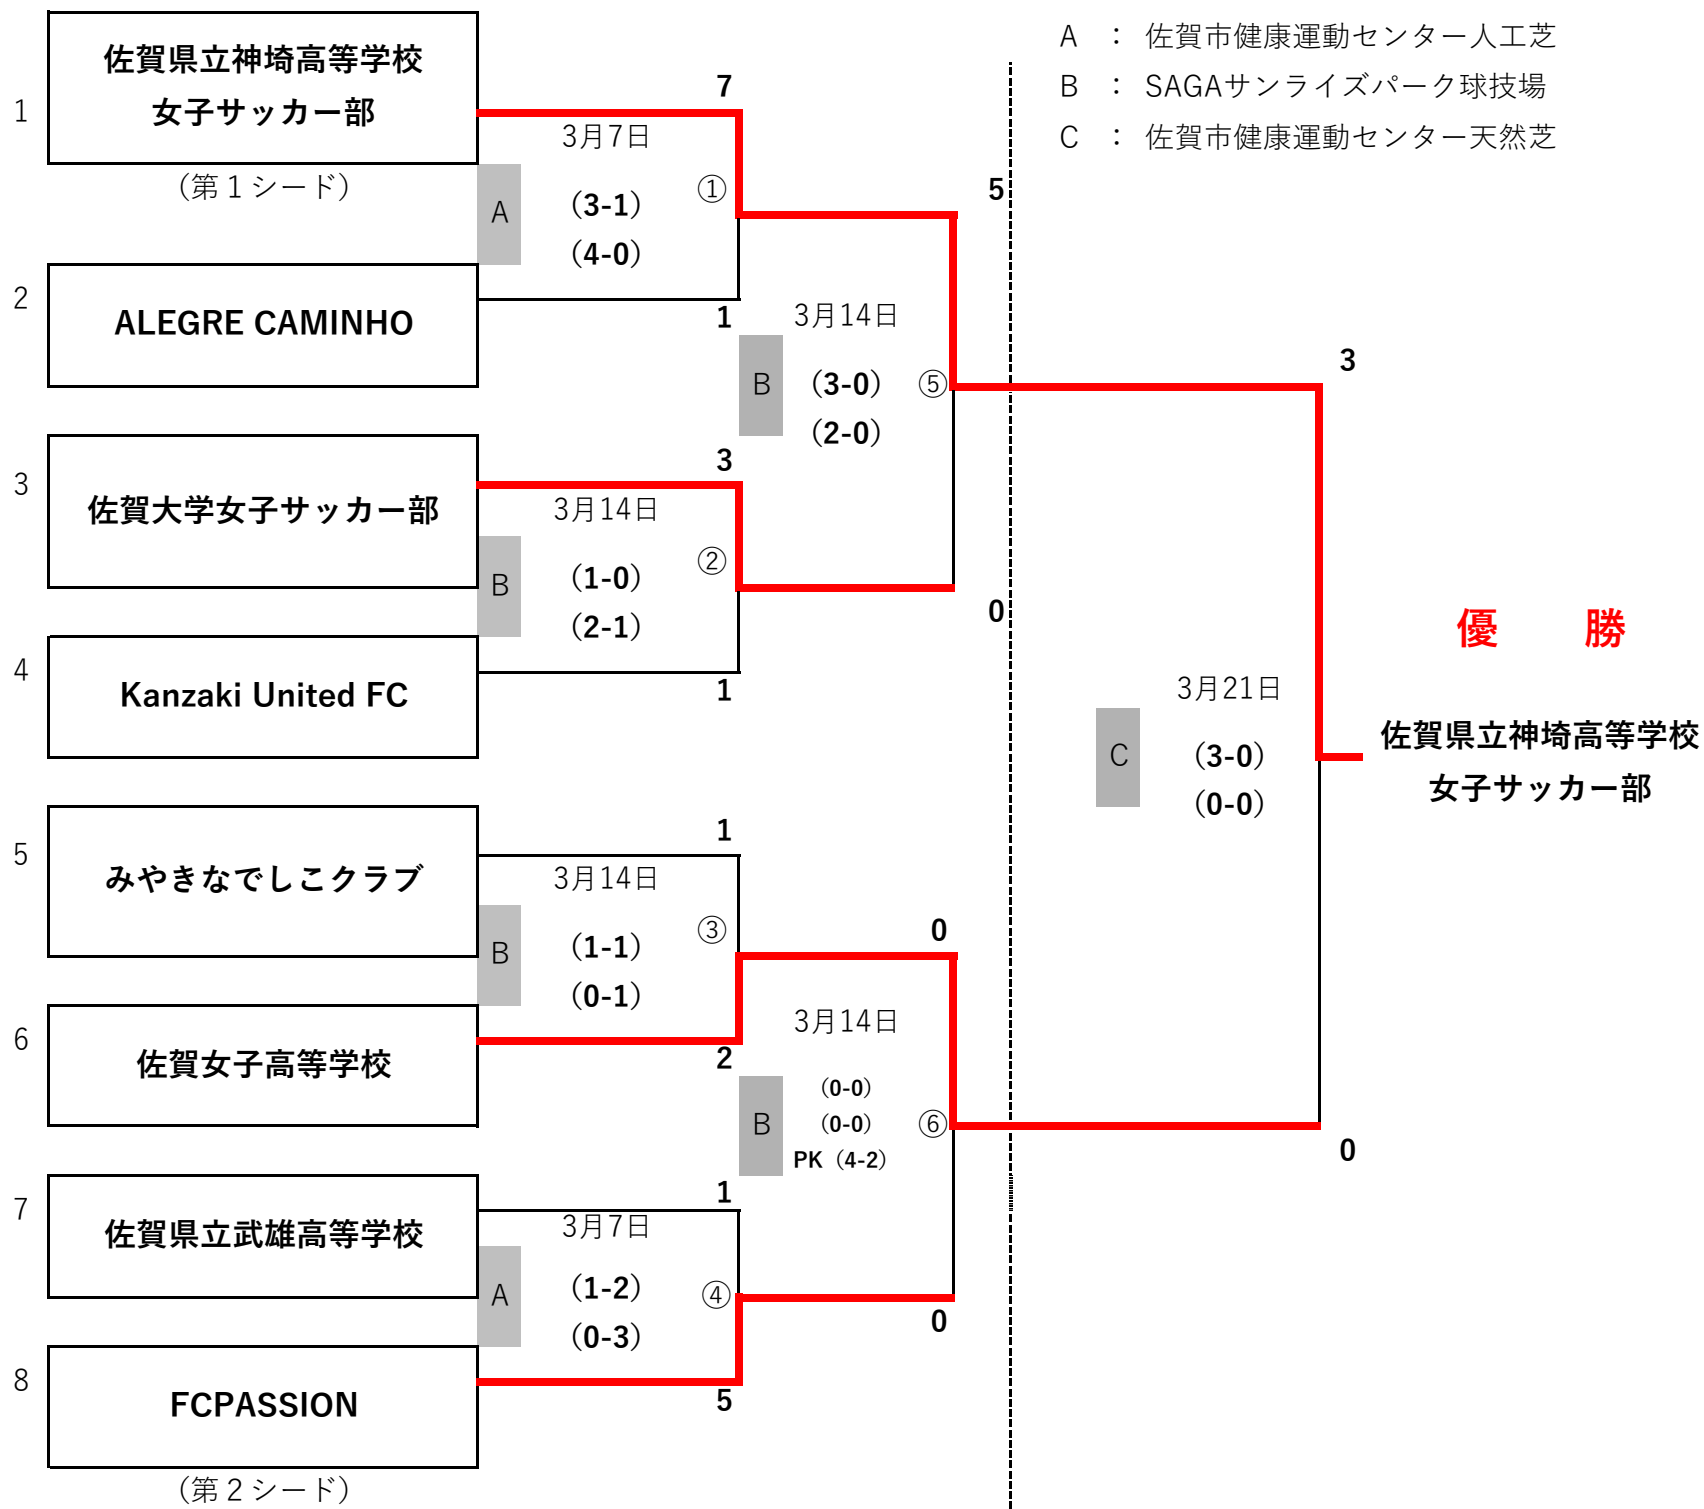 A ： 佐賀市健康運動センター人工芝
B ： SAGAサンライズパーク球技場
C ： 佐賀市健康運動センター天然芝
1
佐賀県立神埼高等学校
女子サッカー部
(第１シード)
7
3月7日
A
①
(3-1)
(4-0)
2
ALEGRE CAMINHO
1
5
3月14日
B
(3-0)
⑤
(2-0)
3
佐賀大学女子サッカー部
3
3月14日
B
②
(1-0)
(2-1)
4
Kanzaki United FC
1
0
3
3月21日
C
(3-0)
(0-0)
優 勝
佐賀県立神埼高等学校
女子サッカー部
5
みやきなでしこクラブ
1
3月14日
B
③
(1-1)
(0-1)
6
佐賀女子高等学校
2
0
3月14日
B
(0-0)
(0-0)
⑥
PK（4-2）
0
7
佐賀県立武雄高等学校
1
3月7日
A
④
(1-2)
(0-3)
0
8
FCPASSION
5
(第２シード)